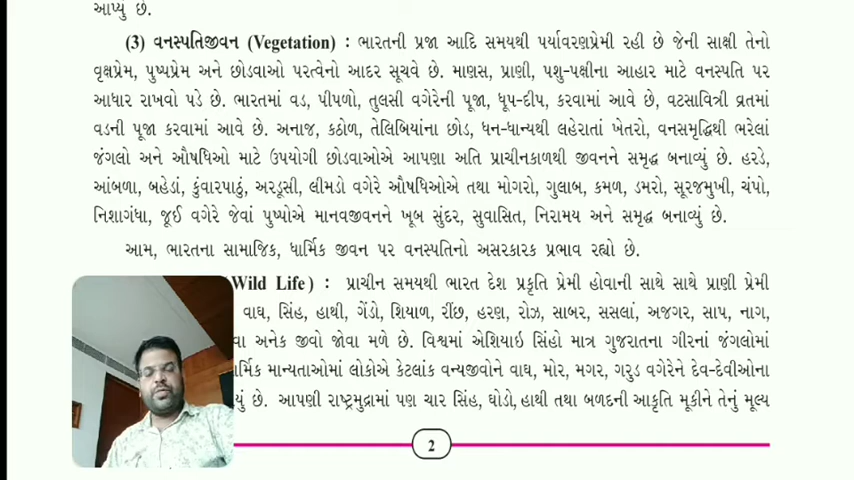 આપ્યું છે.
(3) વનસ્પતિજીવન (Vegetation) : ભારતની પ્રજા આદિ સમયથી પર્યાવરણપ્રેમી રહી છે જેની સાક્ષી તેનો
વૃક્ષપ્રેમ, પુષ્પપ્રેમ અને છોડવાઓ પરત્વેનો આદર સૂચવે છે. માણસ, પ્રાણી, પશુ-પક્ષીના આહાર માટે વનસ્પતિ પર
આધાર રાખવો પડે છે. ભારતમાં વડ, પીપળો, તુલસી વગેરેની પૂજા, ધૂપ-દીપ, કરવામાં આવે છે, વટસાવિત્રી વ્રતમાં
વડની પૂજા કરવામાં આવે છે. અનાજ, કઠોળ, તેલિબિયાંના છોડ, ધન-ધાન્યથી લહેરાતાં ખેતરો, વનસમૃદ્ધિથી ભરેલાં
જંગલો અને ઔષધિઓ માટે ઉપયોગી છોડવાઓએ આપણા અતિ પ્રાચીનકાળથી જીવનને સમૃદ્ધ બનાવ્યું છે. હરડે,
આંબળા, બહેડાં, કુંવારપાઠું, અરડૂસી, લીમડો વગેરે ઔષધિઓએ તથા મોગરો, ગુલાબ, કમળ, ડમરો, સૂરજમુખી, ચંપો,
નિશાગંધા, જૂઈ વગેરે જેવાં પુષ્પોએ માનવજીવનને ખૂબ સુંદર, સુવાસિત, નિરામય અને સમૃદ્ધ બનાવ્યું છે.
આમ, ભારતના સામાજિક, ધાર્મિક જીવન પર વનસ્પતિનો અસરકારક પ્રભાવ રહ્યો છે.
(Wild Life) : પ્રાચીન સમયથી ભારત દેશ પ્રકૃતિ પ્રેમી હોવાની સાથે સાથે પ્રાણી પ્રેમી
વાઘ, સિંહ, હાથી, ગેંડો, શિયાળ, રીંછ, હરણ, રોઝ, સાબર, સસલાં, અજગર, સાપ, નાગ,
અનેક જીવો જોવા મળે છે. વિશ્વમાં એશિયાઇ સિંહો માત્ર ગુજરાતના ગીરનાં જંગલોમાં
માન્યતાઓમાં લોકોએ કેટલાંક વન્યજીવોને વાઘ, મોર, મગર, ગરુડ વગેરેને દેવ-દેવીઓના
છે. આપણી રાષ્ટ્રમુદ્રામાં પણ ચાર સિંહ, ઘોડો, હાથી તથા બળદની આકૃતિ મૂકીને તેનું મૂલ્ય
2